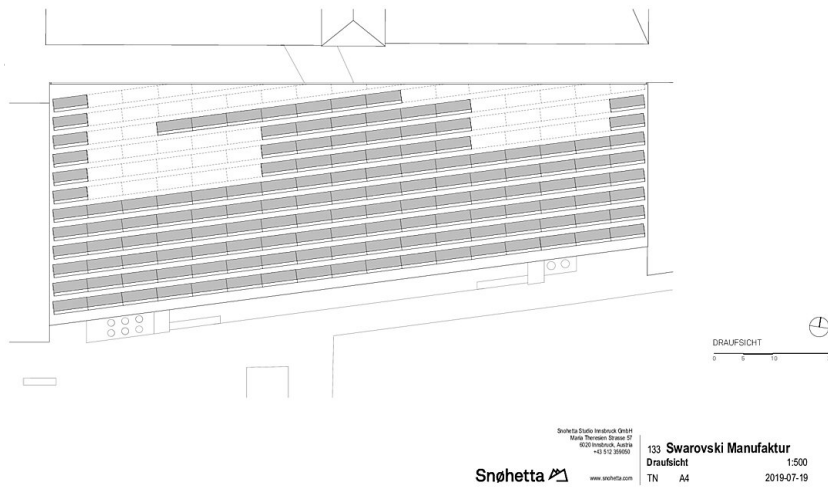 DRAUFSICHT
0 5 10
Snøhetta Studio Innsbruck GmbH
Maria Theresien Strasse 57
6020 Innsbruck, Austria
+43 512 359050
Snøhetta
www.snohetta.com
133 Swarovski Manufaktur
Draufsicht 1:500
TN A4 2019-07-19